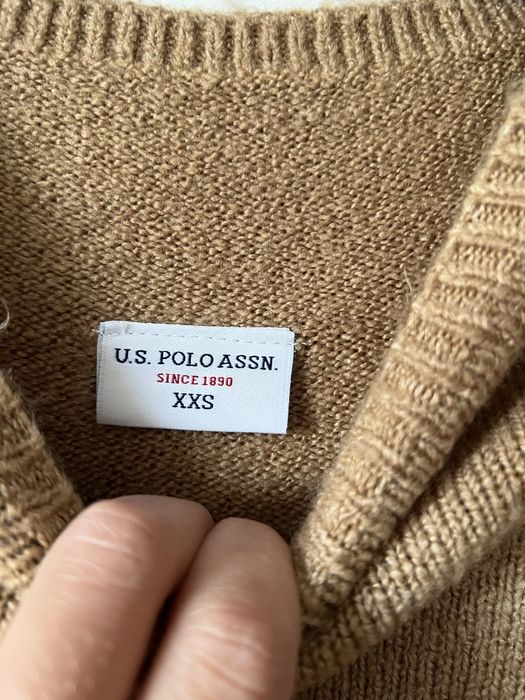 U.S. POLO ASSN.
SINCE 1890
XXS